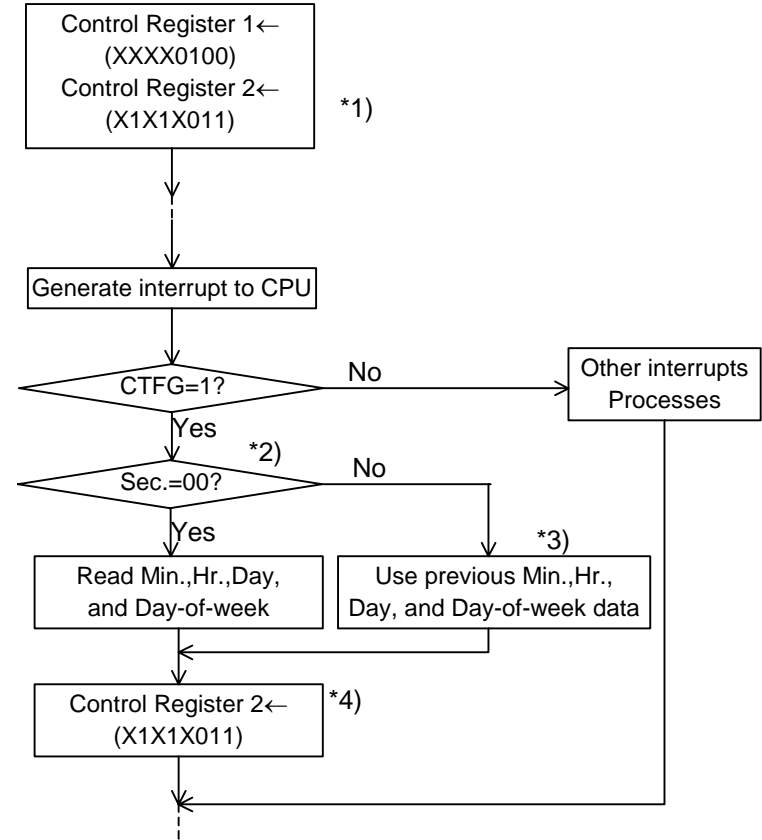 Control Register 1←
(XXXX0100)
Control Register 2←
(X1X1X011)
*1)
Generate interrupt to CPU
CTFG=1?
No
Other interrupts
Processes
Yes
*2)
Sec.=00?
No
Yes
*3)
Read Min.,Hr.,Day,
and Day-of-week
Use previous Min.,Hr.,
Day, and Day-of-week data
Control Register 2←
(X1X1X011)
*4)